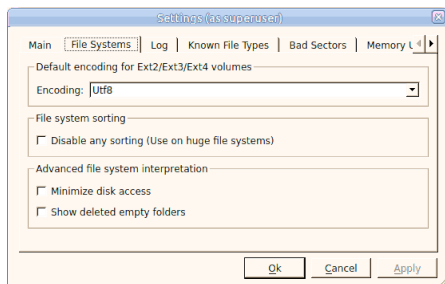 Settings (as superuser)
Main File Systems Log Known File Types Bad Sectors Memory U
Default encoding for Ext2/Ext3/Ext4 volumes
Encoding: Utf8
File system sorting
Disable any sorting (Use on huge file systems)
Advanced file system interpretation
Minimize disk access
Show deleted empty folders
Ok Cancel Apply